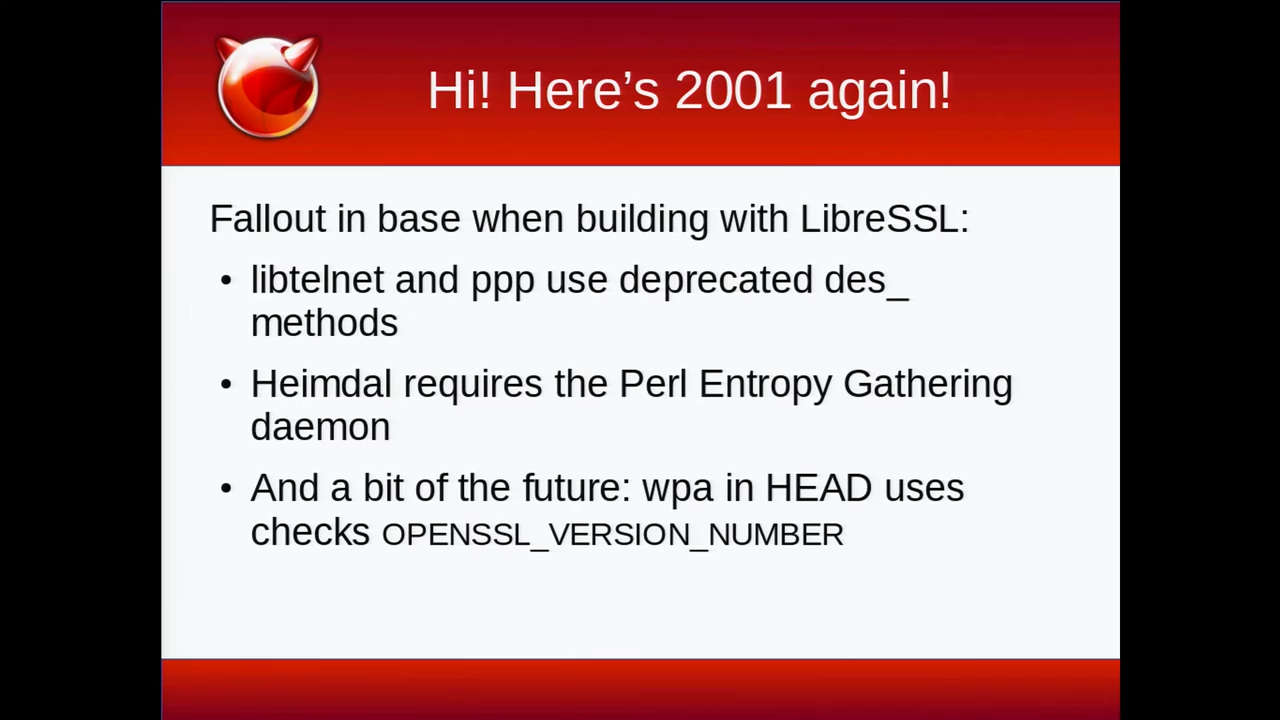 Hi! Here’s 2001 again!
Fallout in base when building with LibreSSL:
• libtelnet and ppp use deprecated des_
methods
• Heimdal requires the Perl Entropy Gathering
daemon
• And a bit of the future: wpa in HEAD uses
checks OPENSSL_VERSION_NUMBER